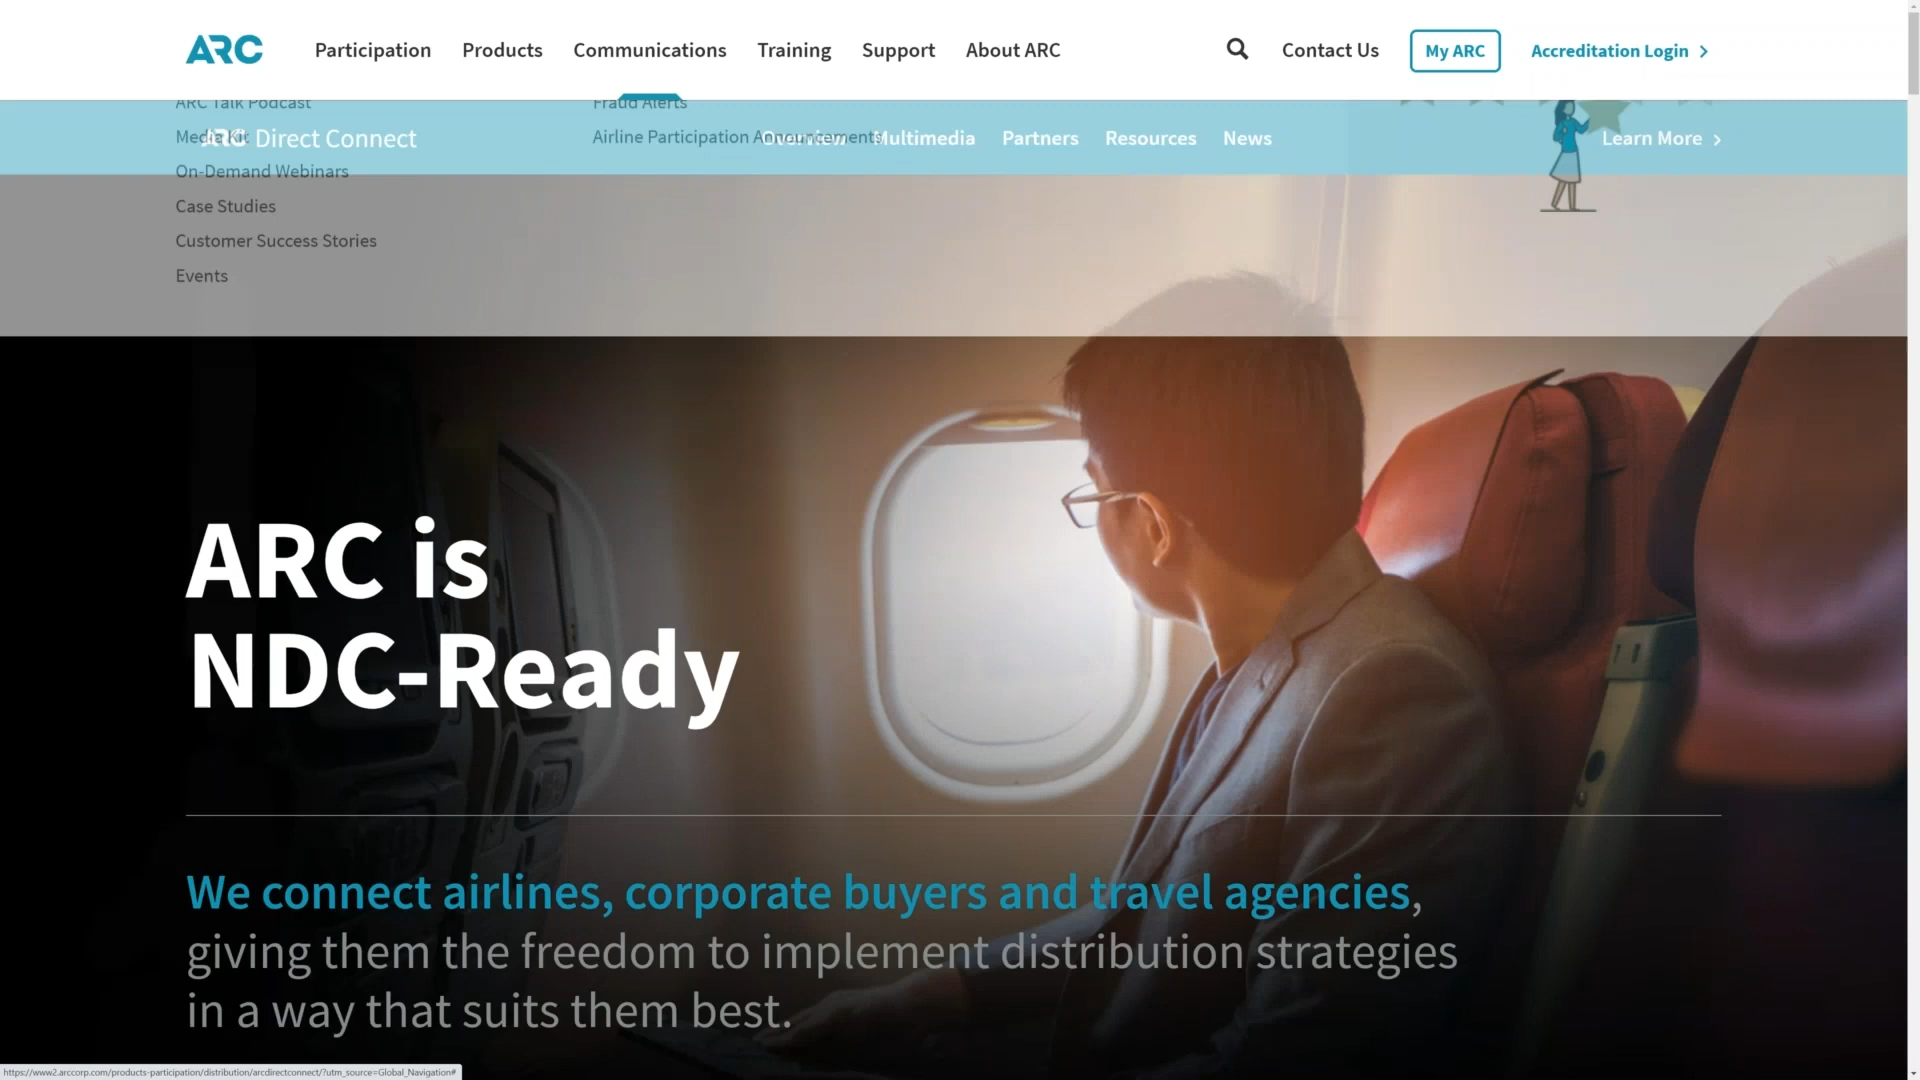 ARC Participation Products Communications Training Support About ARC Contact Us My ARC Accreditation Login
ARC Talk Podcast Fraud Alerts
Media Kit ARC Direct Connect Airline Participation Announcements Overview Multimedia Partners Resources News Learn More
On-Demand Webinars
Case Studies
Customer Success Stories
Events
ARC is
NDC-Ready
We connect airlines, corporate buyers and travel agencies,
giving them the freedom to implement distribution strategies
in a way that suits them best.
https://www2.arccorp.com/products-participation/distribution/arcdirectconnect/?utm_source=Global_Navigation#